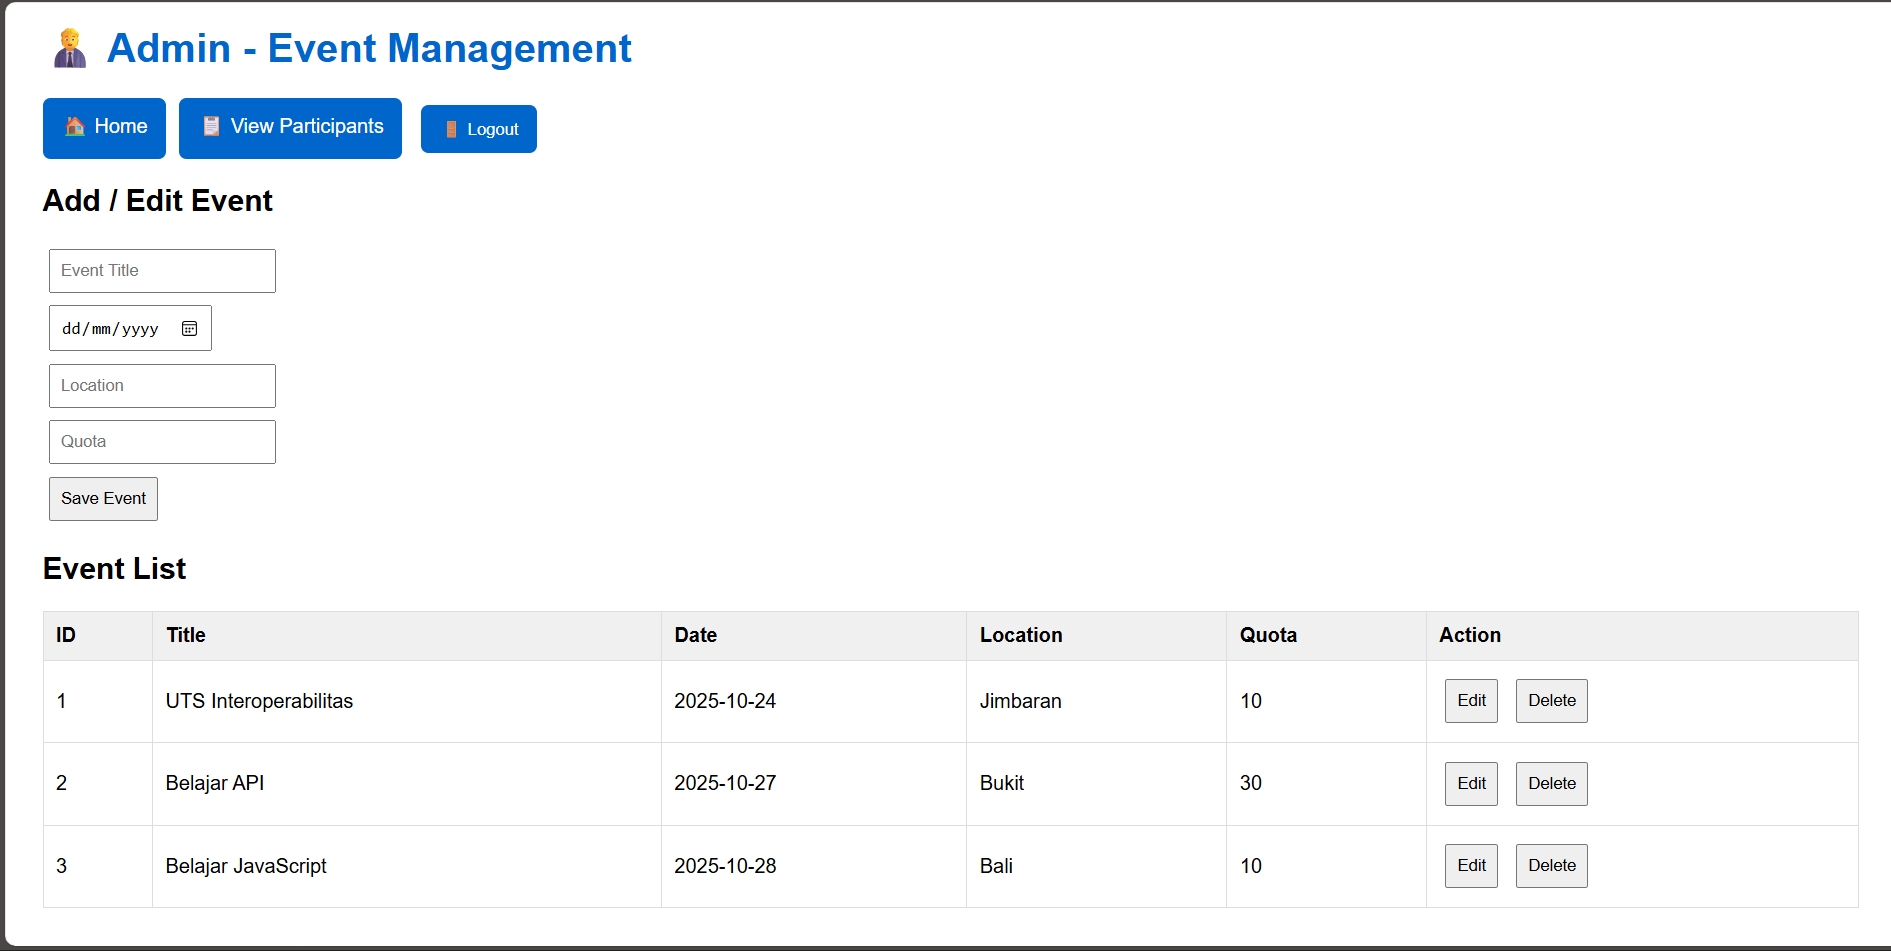 Admin - Event Management
Home View Participants Logout
Add / Edit Event
Event Title
dd/mm/yyyy
Location
Quota
Save Event
Event List
ID Title Date Location Quota Action
1 UTS Interoperabilitas 2025-10-24 Jimbaran 10 Edit Delete
2 Belajar API 2025-10-27 Bukit 30 Edit Delete
3 Belajar JavaScript 2025-10-28 Bali 10 Edit Delete